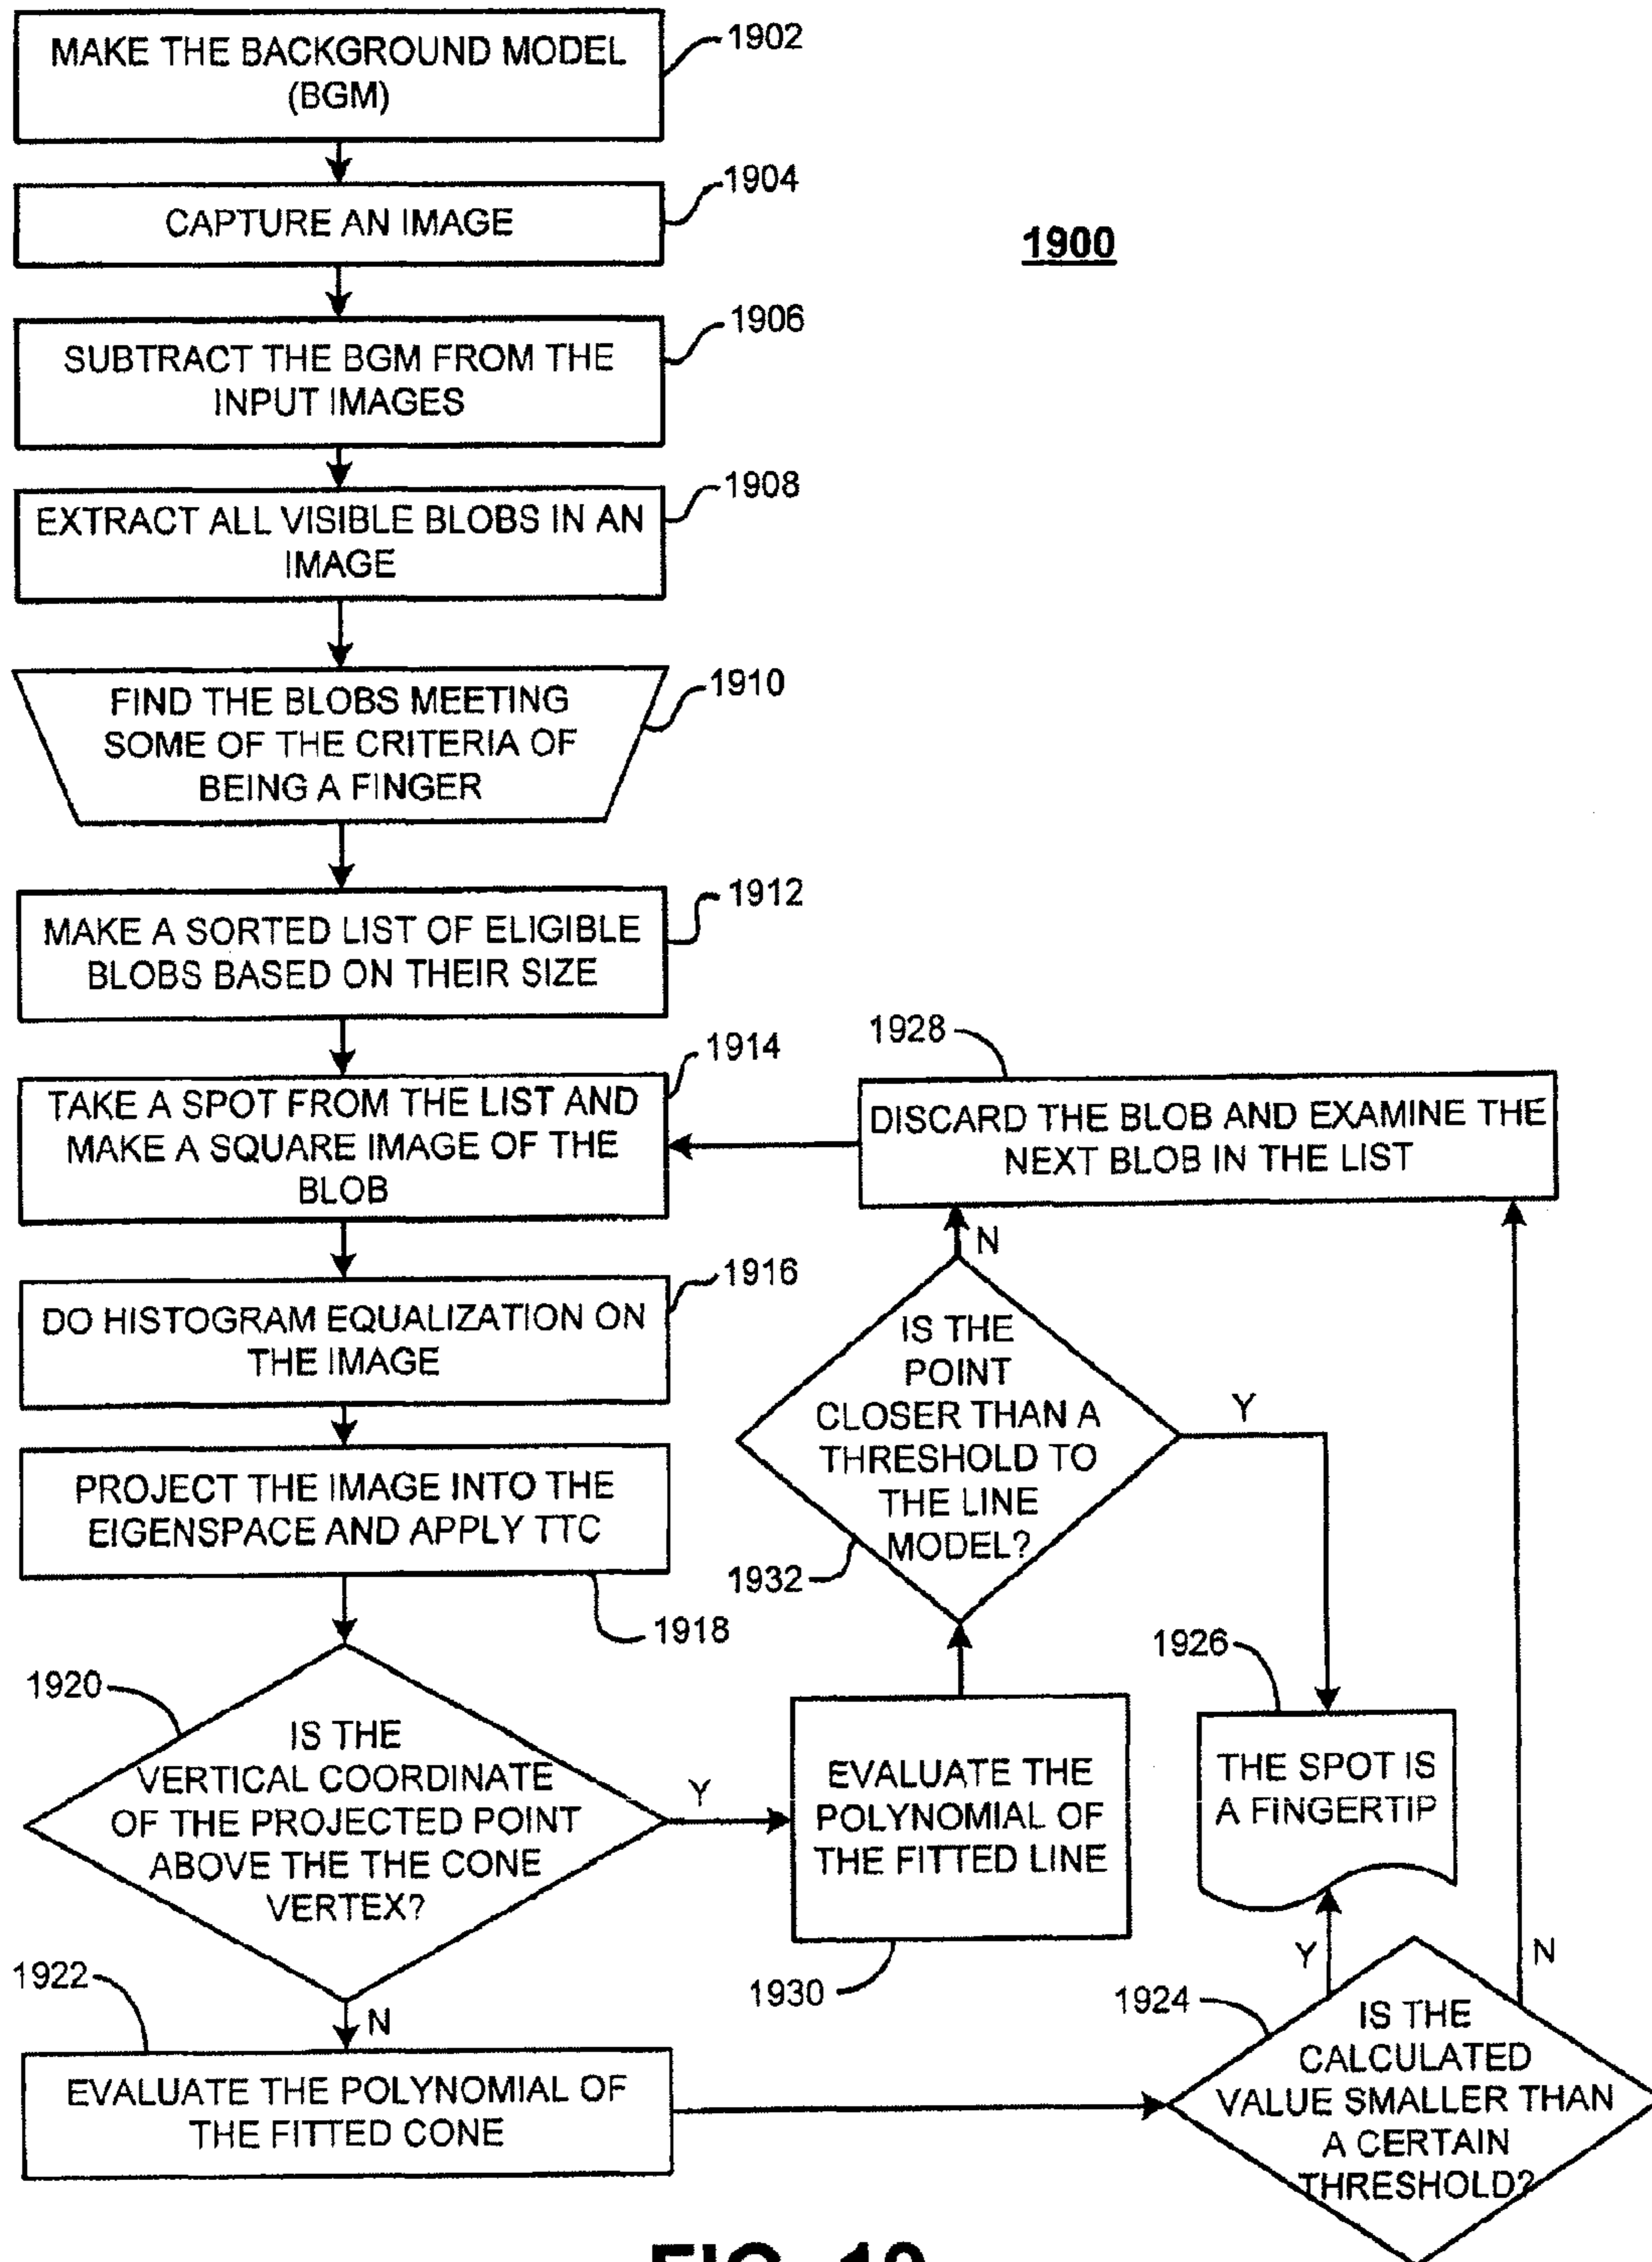 MAKE THE BACKGROUND MODEL
(BGM)
1902
CAPTURE AN IMAGE
1904
1900
SUBTRACT THE BGM FROM THE
INPUT IMAGES
1906
EXTRACT ALL VISIBLE BLOBS IN AN
IMAGE
1908
FIND THE BLOBS MEETING
SOME OF THE CRITERIA OF
BEING A FINGER
1910
MAKE A SORTED LIST OF ELIGIBLE
BLOBS BASED ON THEIR SIZE
1912
TAKE A SPOT FROM THE LIST AND
MAKE A SQUARE IMAGE OF THE
BLOB
1914
1928
DISCARD THE BLOB AND EXAMINE THE
NEXT BLOB IN THE LIST
DO HISTOGRAM EQUALIZATION ON
THE IMAGE
1916
N
IS THE
POINT
CLOSER THAN A
THRESHOLD TO
THE LINE
MODEL?
1932
Y
PROJECT THE IMAGE INTO THE
EIGENSPACE AND APPLY TTC
1918
1920
IS THE
VERTICAL COORDINATE
OF THE PROJECTED POINT
ABOVE THE THE CONE
VERTEX?
Y
EVALUATE THE
POLYNOMIAL OF
THE FITTED LINE
1930
1926
THE SPOT IS
A FINGERTIP
Y
N
1922
N
EVALUATE THE POLYNOMIAL OF
THE FITTED CONE
1924
IS THE
CALCULATED
VALUE SMALLER THAN
A CERTAIN
THRESHOLD?
FIG. 19